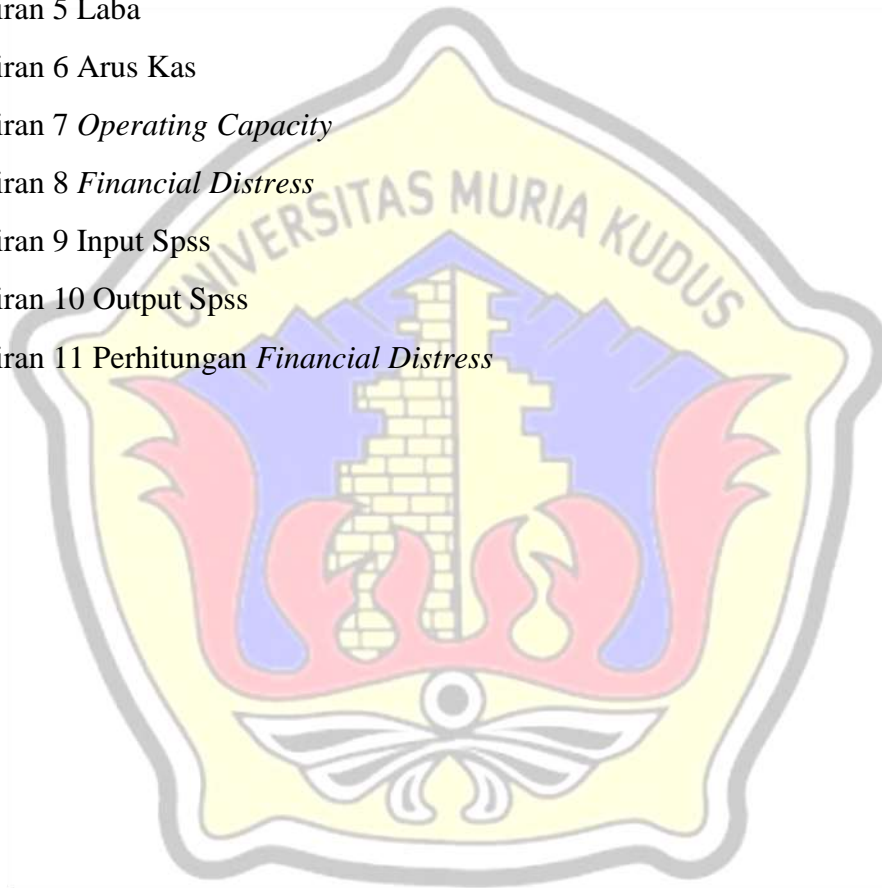 iran 5 Laba
iran 6 Arus Kas
iran 7 Operating Capacity
iran 8 Financial Distress
iran 9 Input Spss
iran 10 Output Spss
iran 11 Perhitungan Financial Distress
UNIVERSITAS MURIA KUDUS